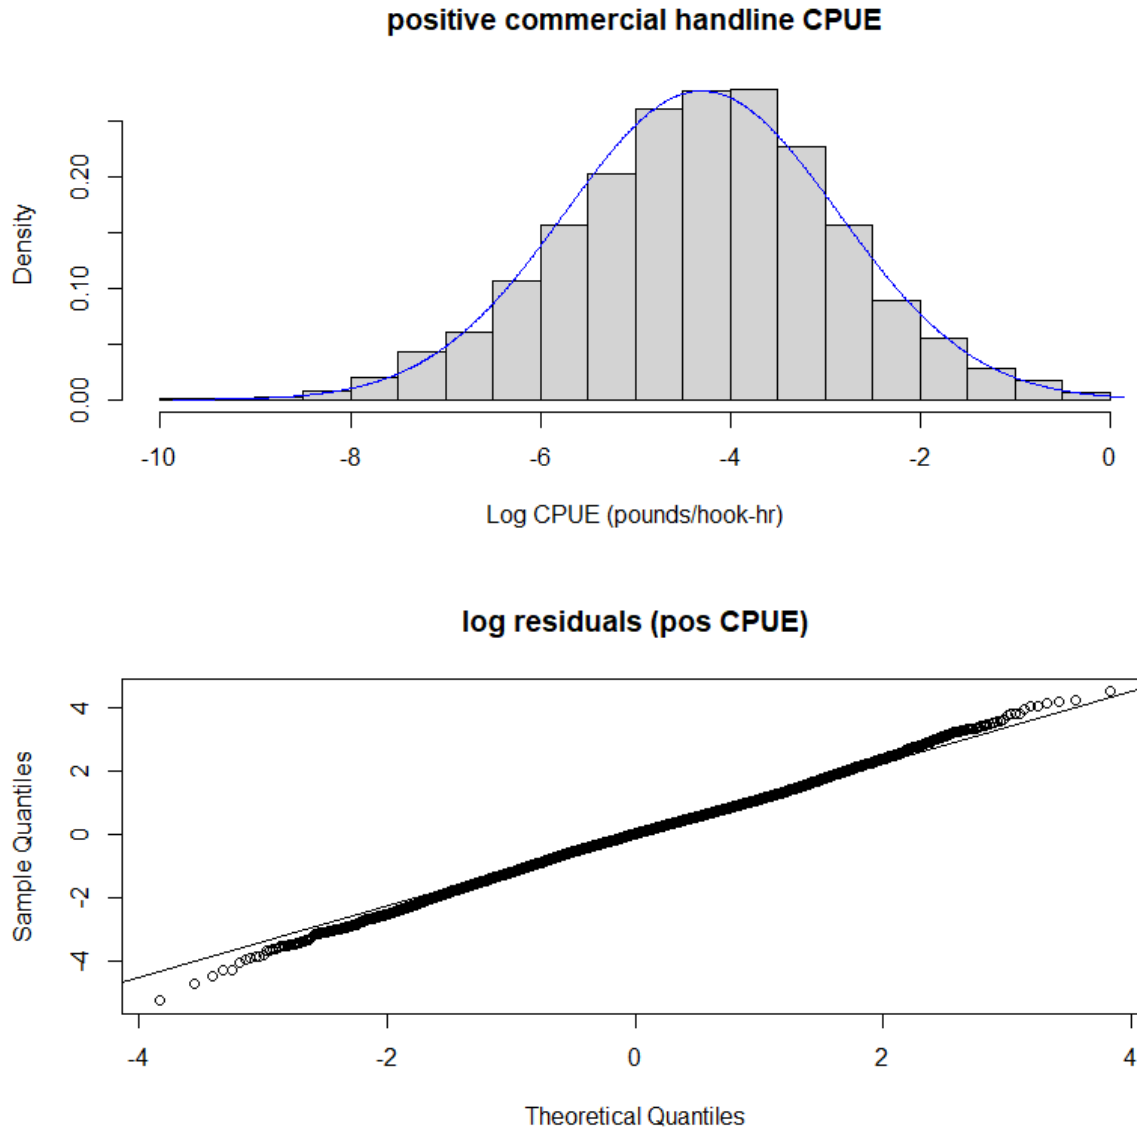 positive commercial handline CPUE
Density
0.00
0.10
0.20
-10 -8 -6 -4 -2 0
Log CPUE (pounds/hook-hr)
log residuals (pos CPUE)
Sample Quantiles
-4
-2
0
2
4
-4 -2 0 2 4
Theoretical Quantiles